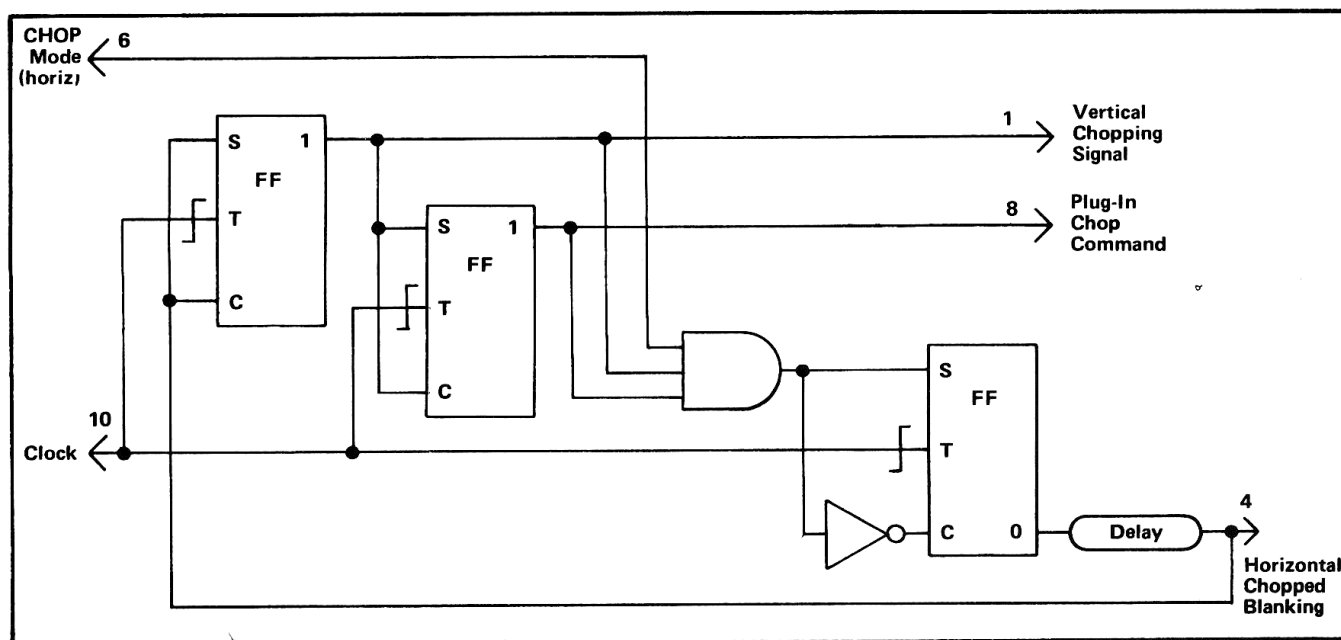 CHOP
Mode
(horiz)
6
S
1
FF
T
C
S
1
FF
T
C
1
Vertical
Chopping
Signal
8
Plug-In
Chop
Command
10
Clock
S
FF
T
C
0
Delay
4
Horizontal
Chopped
Blanking